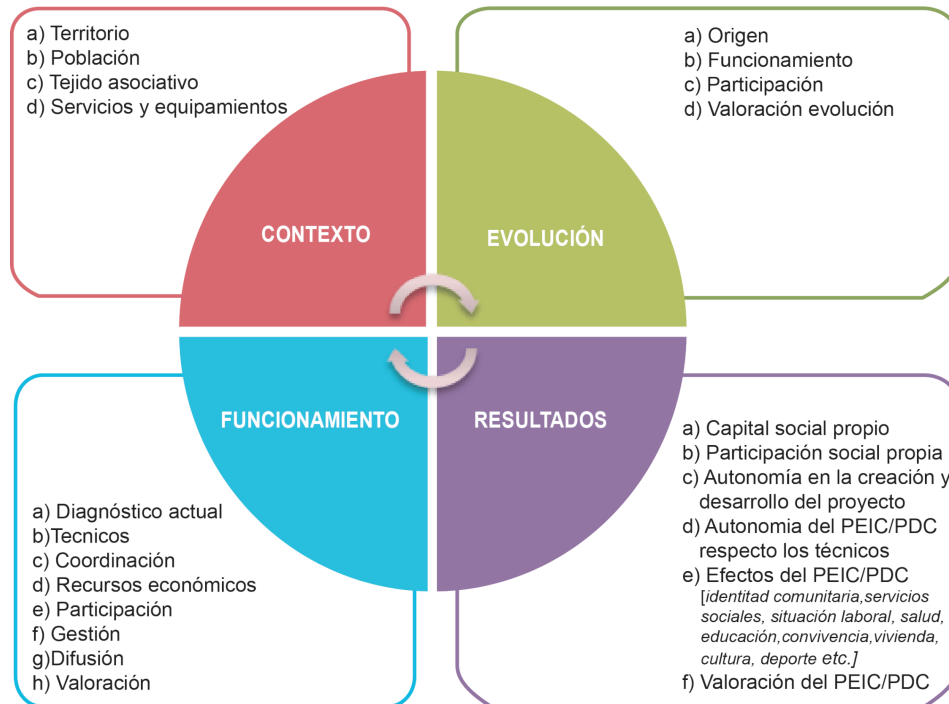 a) Territorio
b) Población
c) Tejido asociativo
d) Servicios y equipamientos
CONTEXTO
a) Origen
b) Funcionamiento
c) Participación
d) Valoración evolución
EVOLUCIÓN
FUNCIONAMIENTO
a) Diagnóstico actual
b)Tecnicos
c) Coordinación
d) Recursos económicos
e) Participación
f) Gestión
g)Difusión
h) Valoración
RESULTADOS
a) Capital social propio
b) Participación social propia
c) Autonomía en la creación y
desarrollo del proyecto
d) Autonomia del PEIC/PDC
respecto los técnicos
e) Efectos del PEIC/PDC
[identitad comunitaria,servicios
sociales, situación laboral, salud,
educación,convivencia,vivienda,
cultura, deporte etc.]
f) Valoración del PEIC/PDC